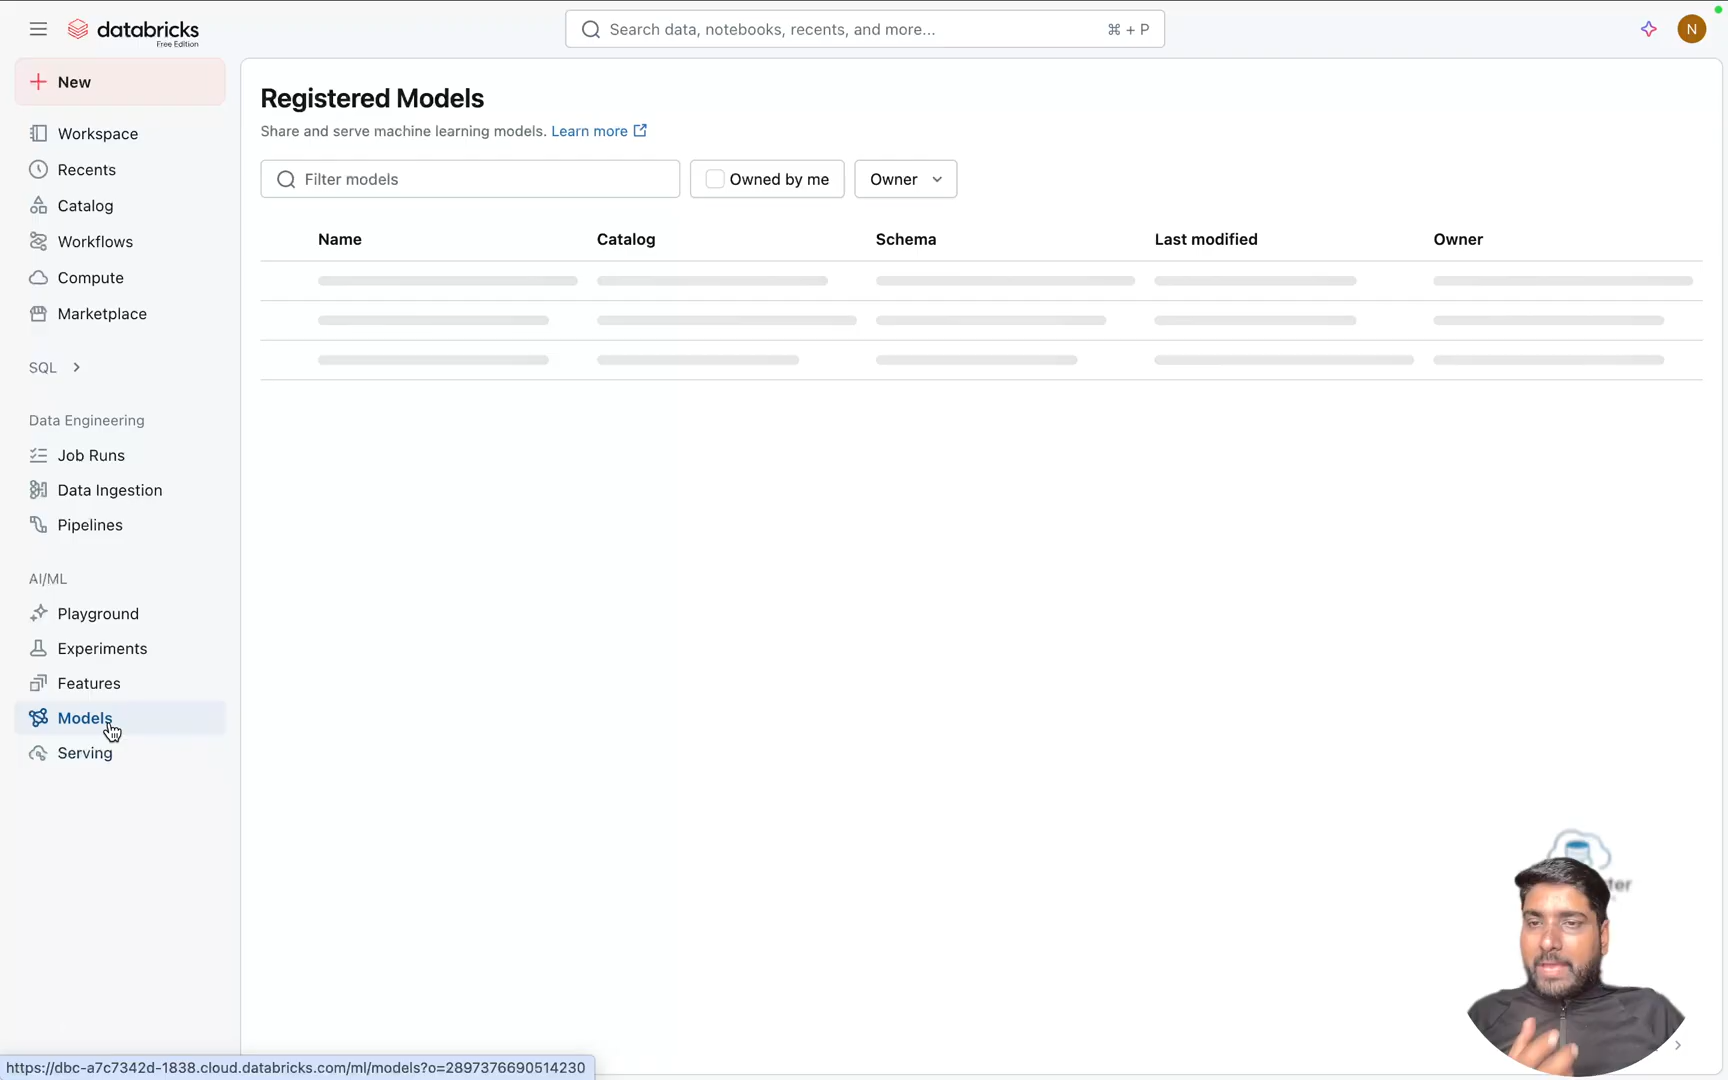 databricks
Free Edition
Search data, notebooks, recents, and more...
⌘ + P
N
New
Workspace
Recents
Catalog
Workflows
Compute
Marketplace
SQL
Data Engineering
Job Runs
Data Ingestion
Pipelines
AI/ML
Playground
Experiments
Features
Models
Serving
Registered Models
Share and serve machine learning models. Learn more
Filter models
Owned by me
Owner
Name Catalog Schema Last modified Owner
https://dbc-a7c7342d-1838.cloud.databricks.com/ml/models?o=2897376690514230